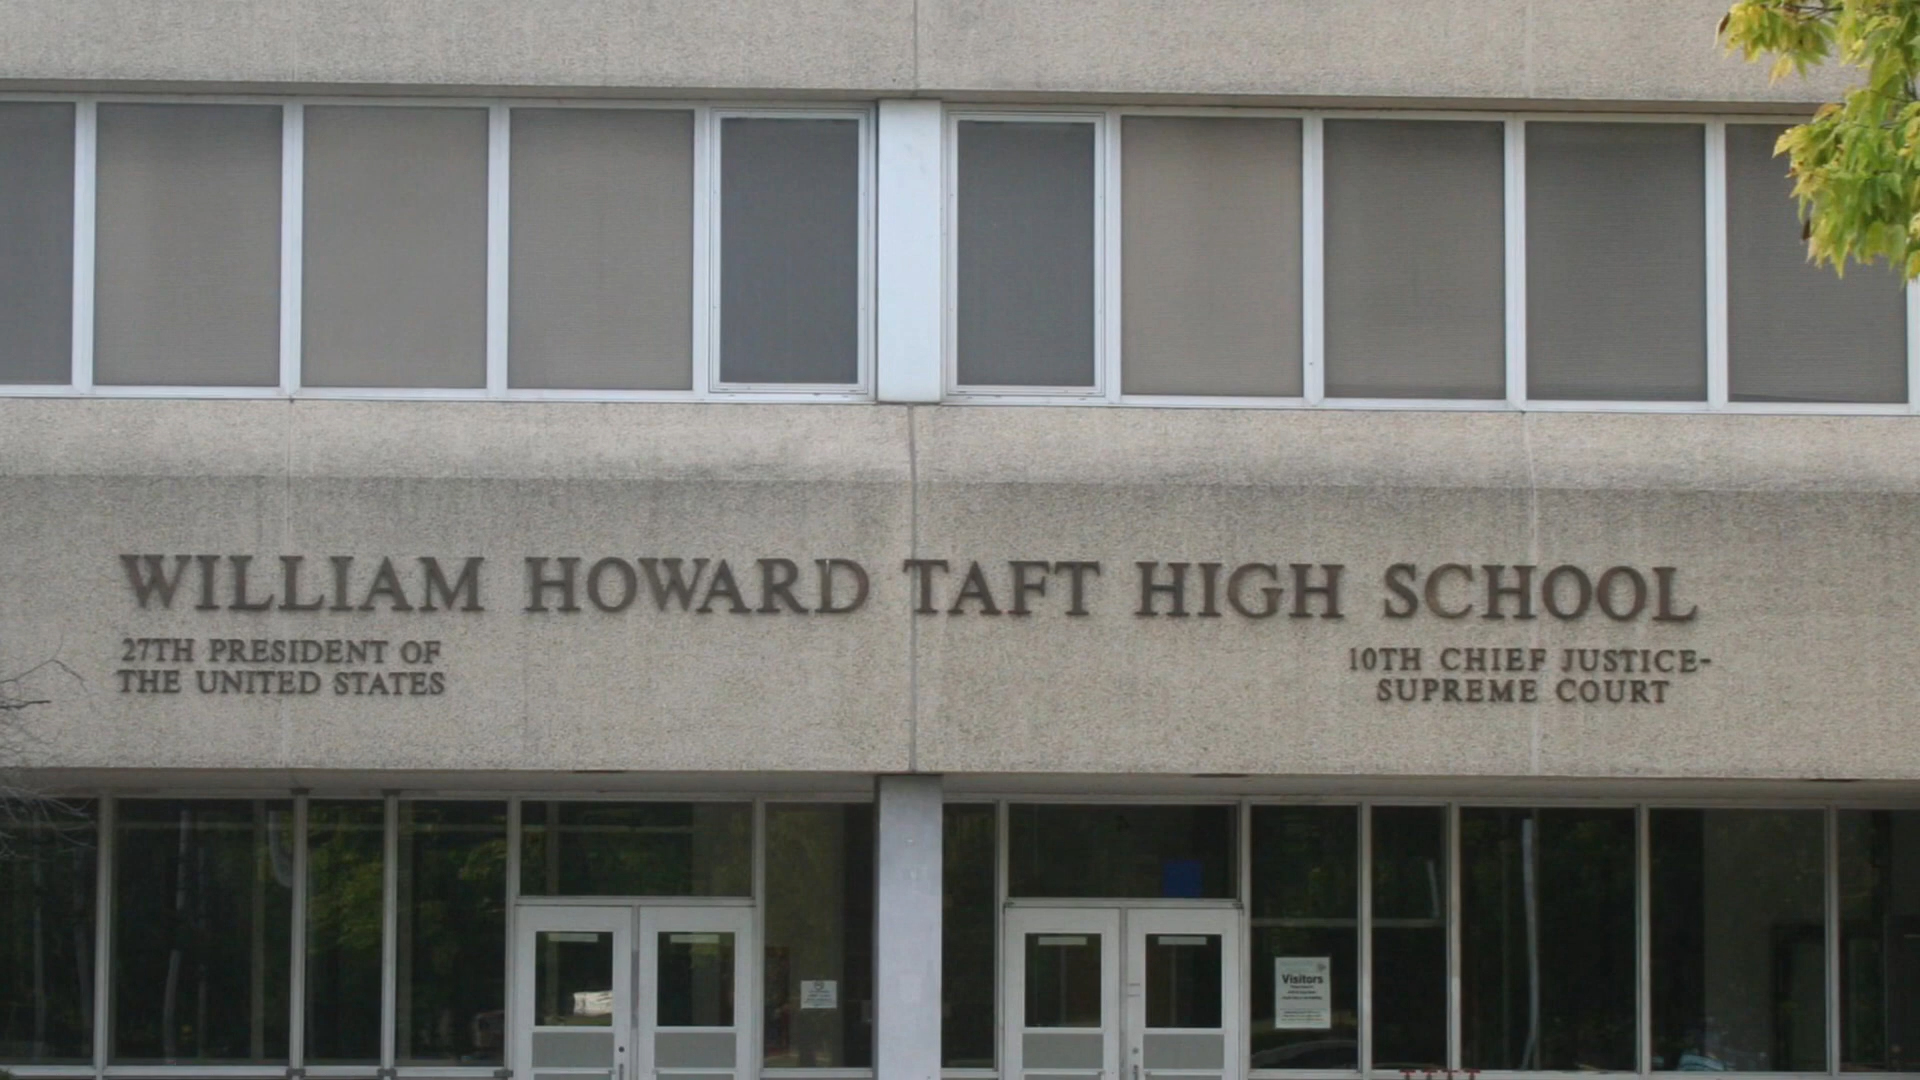 WILLIAM HOWARD TAFT HIGH SCHOOL
27TH PRESIDENT OF
THE UNITED STATES
10TH CHIEF JUSTICE-
SUPREME COURT
Visitors